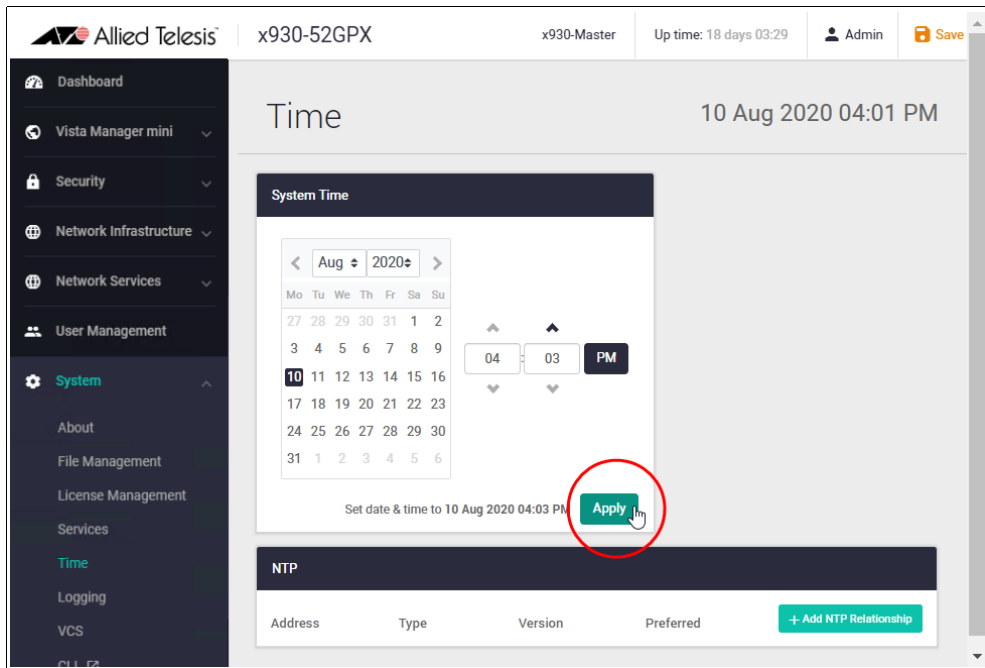 Allied Telesis
x930-52GPX
x930-Master
Up time: 18 days 03:29
Admin
Save
Dashboard
Vista Manager mini
Security
Network Infrastructure
Network Services
User Management
System
About
File Management
License Management
Services
Time
Logging
VCS
CLI
Time
10 Aug 2020 04:01 PM
System Time
Aug 2020
Mo Tu We Th Fr Sa Su
27 28 29 30 31 1 2
3 4 5 6 7 8 9
10 11 12 13 14 15 16
17 18 19 20 21 22 23
24 25 26 27 28 29 30
31 1 2 3 4 5 6
04 : 03 PM
Set date & time to 10 Aug 2020 04:03 PM
Apply
NTP
Address Type Version Preferred
+ Add NTP Relationship